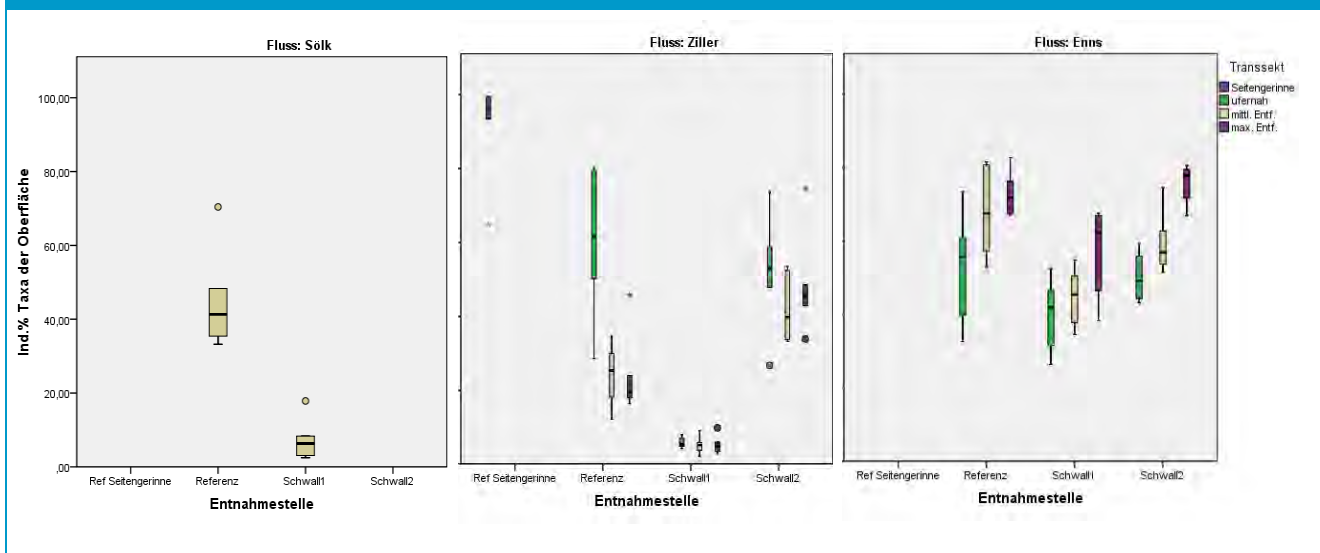 Fluss: Sölk
Fluss: Ziller
Fluss: Enns
Transsekt
Seitengerinne
ufernah
mittl. Entf.
max. Entf.
Ind.% Taxa der Oberfläche
100,00
80,00
60,00
40,00
20,00
,00
Ref Seitengerinne Referenz Schwall1 Schwall2
Entnahmestelle
Ref Seitengerinne Referenz Schwall1 Schwall2
Entnahmestelle
Ref Seitengerinne Referenz Schwall1 Schwall2
Entnahmestelle